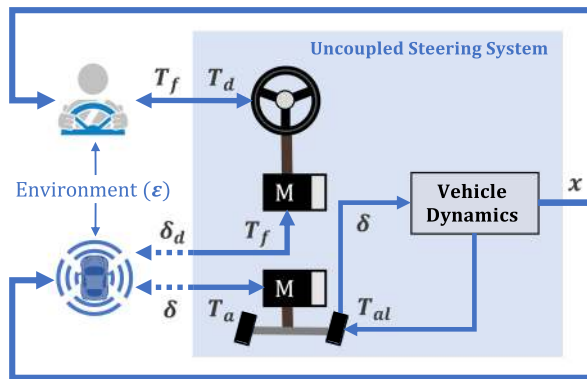 Uncoupled Steering System
T_f T_d
Environment (ε)
M
Vehicle
Dynamics
x
δ_d T_f
δ
M
δ T_a
T_al